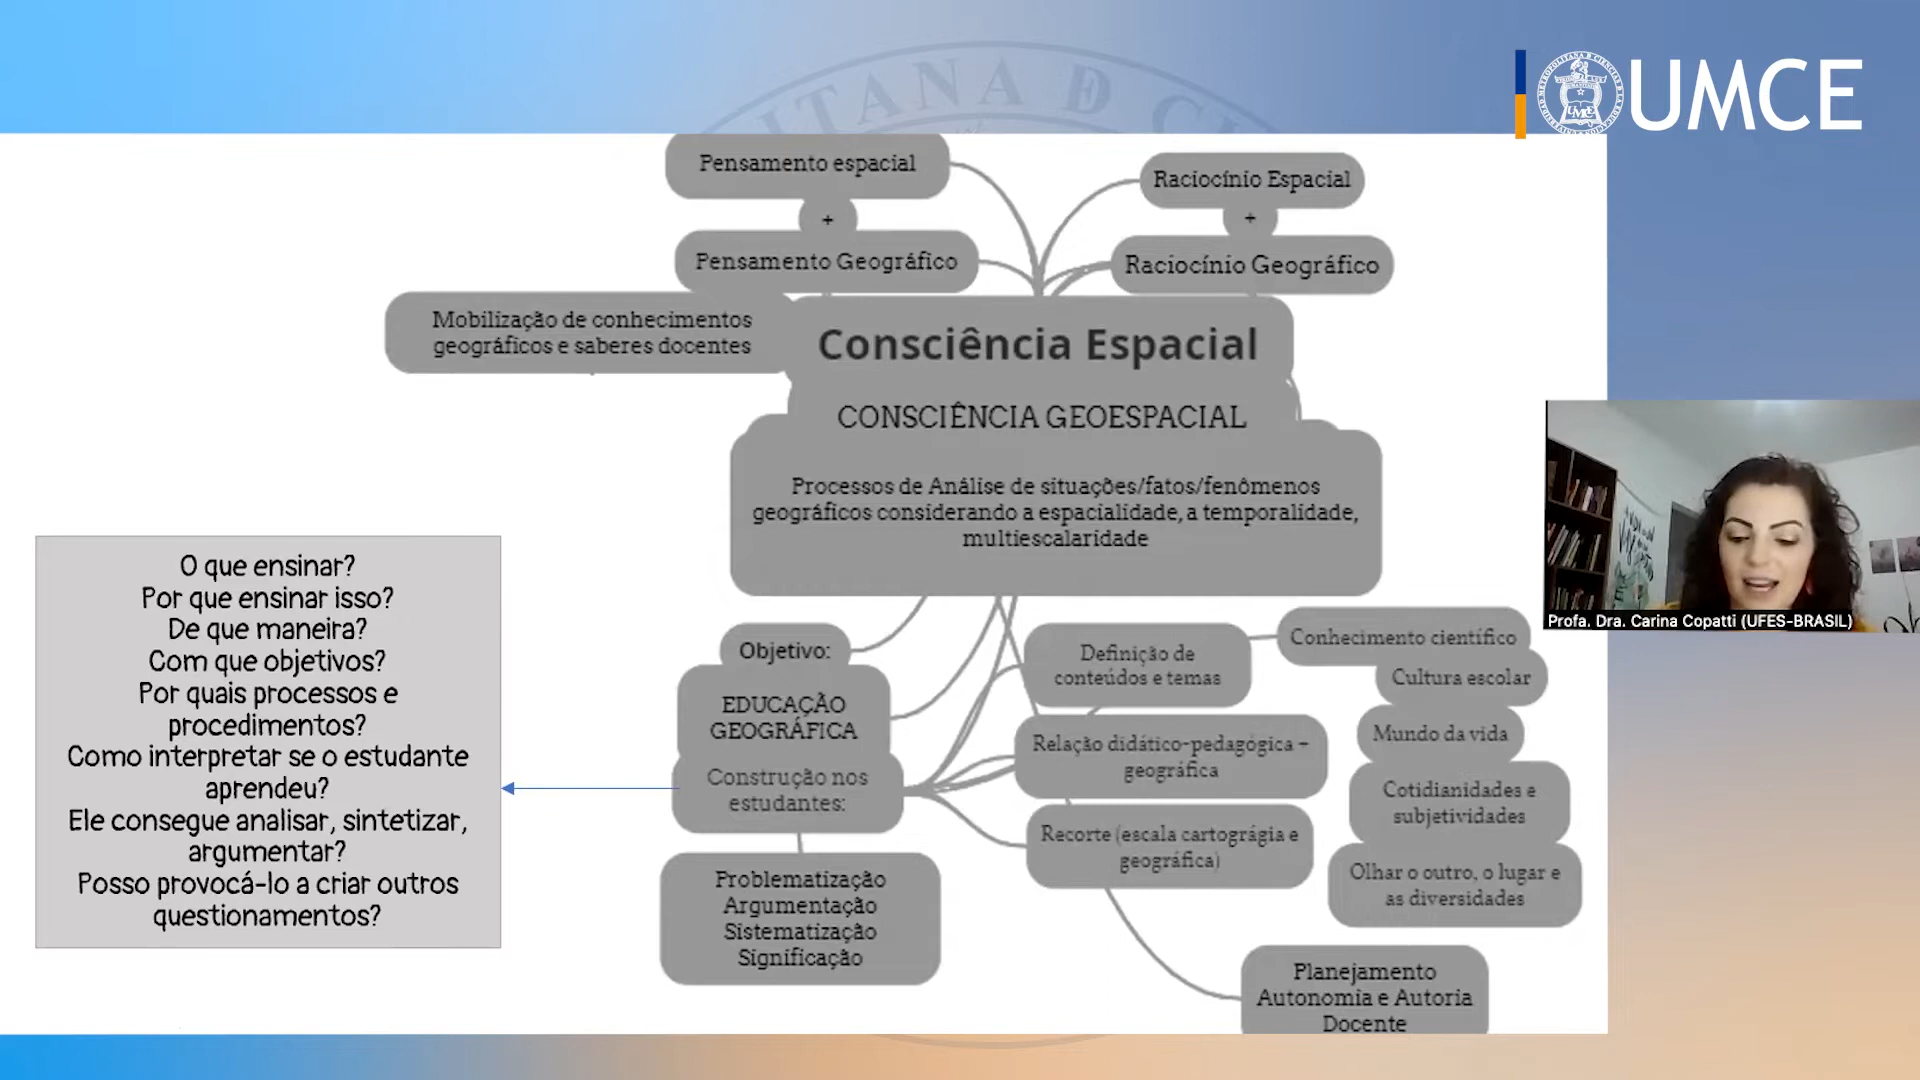 ITANA D CI
UMCE
Pensamento espacial
+
Pensamento Geográfico
Raciocínio Espacial
+
Raciocínio Geográfico
Mobilização de conhecimentos
geográficos e saberes docentes
Consciência Espacial
CONSCIÊNCIA GEOESPACIAL
Processos de Análise de situações/fatos/fenômenos
geográficos considerando a espacialidade, a temporalidade,
multiescalaridade
O que ensinar?
Por que ensinar isso?
De que maneira?
Com que objetivos?
Por quais processos e
procedimentos?
Como interpretar se o estudante
aprendeu?
Ele consegue analisar, sintetizar,
argumentar?
Posso provocá-lo a criar outros
questionamentos?
Objetivo:
EDUCAÇÃO
GEOGRÁFICA
Construção nos
estudantes:
Problematização
Argumentação
Sistematização
Significação
Definição de
conteúdos e temas
Relação didático-pedagógica –
geográfica
Recorte (escala cartográgia e
geográfica)
Conhecimento científico
Cultura escolar
Mundo da vida
Cotidianidades e
subjetividades
Olhar o outro, o lugar e
as diversidades
Planejamento
Autonomia e Autoria
Docente
Profa. Dra. Carina Copatti (UFES-BRASIL)